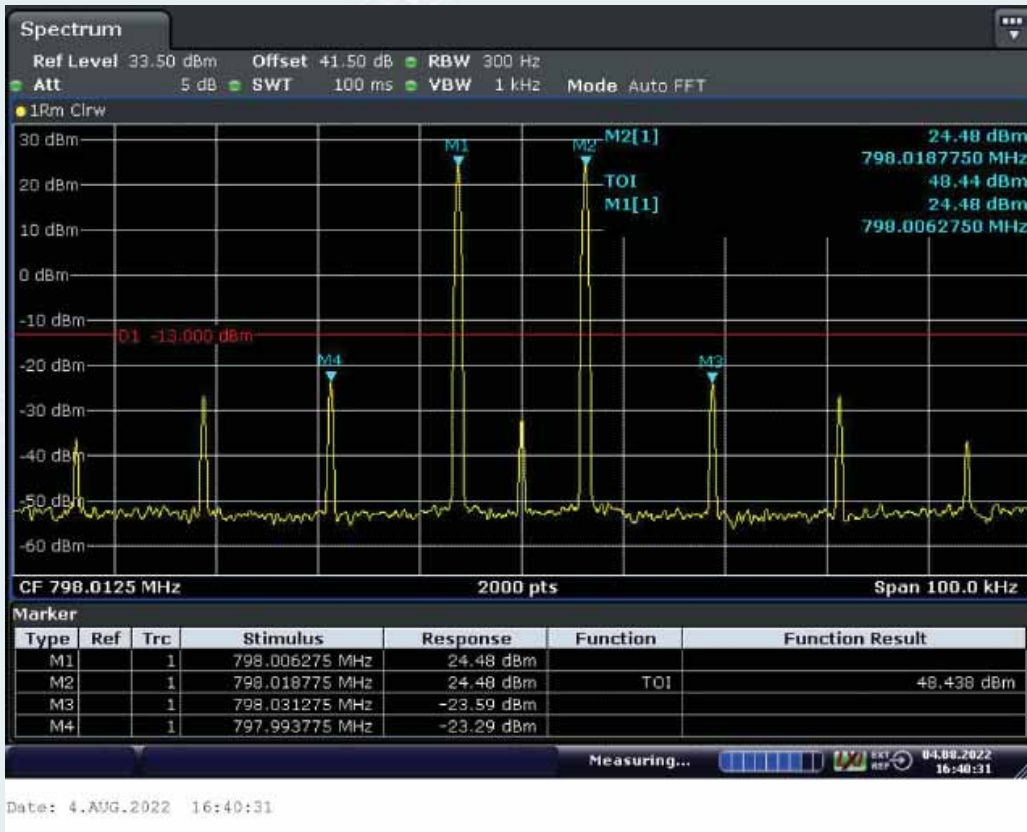 Spectrum
Ref Level 33.50 dBm Offset 41.50 dB RBW 300 Hz
Att 5 dB SWT 100 ms VBW 1 kHz Mode Auto FFT
1Rm Clrw
30 dBm
20 dBm
10 dBm
0 dBm
-10 dBm
-20 dBm
-30 dBm
-40 dBm
-50 dBm
-60 dBm
M1
M2
M2[1] 24.48 dBm
798.0187750 MHz
TOI 48.44 dBm
M1[1] 24.48 dBm
798.0062750 MHz
D1 -13.000 dBm
M4
M3
CF 798.0125 MHz 2000 pts Span 100.0 kHz
Marker
Type Ref Trc Stimulus Response Function Function Result
M1 1 798.006275 MHz 24.48 dBm
M2 1 798.018775 MHz 24.48 dBm TOI 48.438 dBm
M3 1 798.031275 MHz -23.59 dBm
M4 1 797.993775 MHz -23.29 dBm
Measuring... LXI EXT REF 04.08.2022
16:40:31
Date: 4.AUG.2022 16:40:31